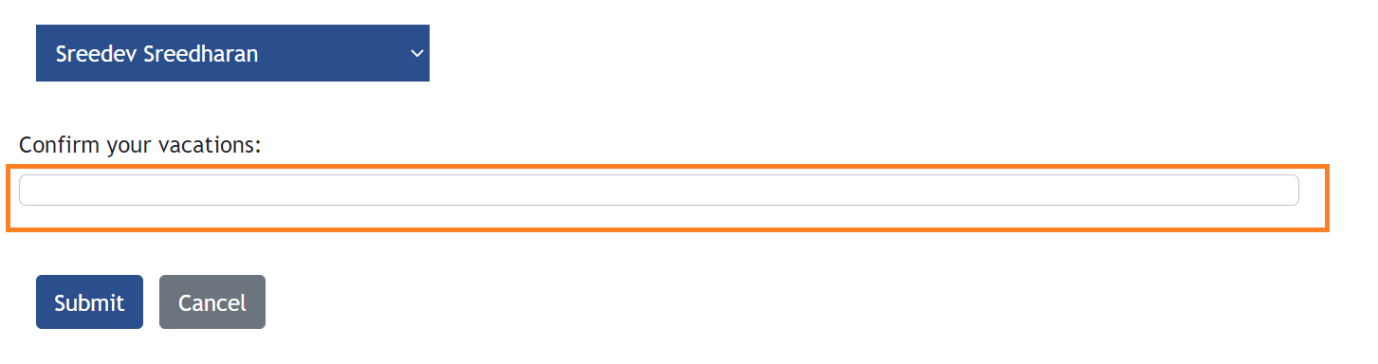 Sreedev Sreedharan
Confirm your vacations:
Submit Cancel